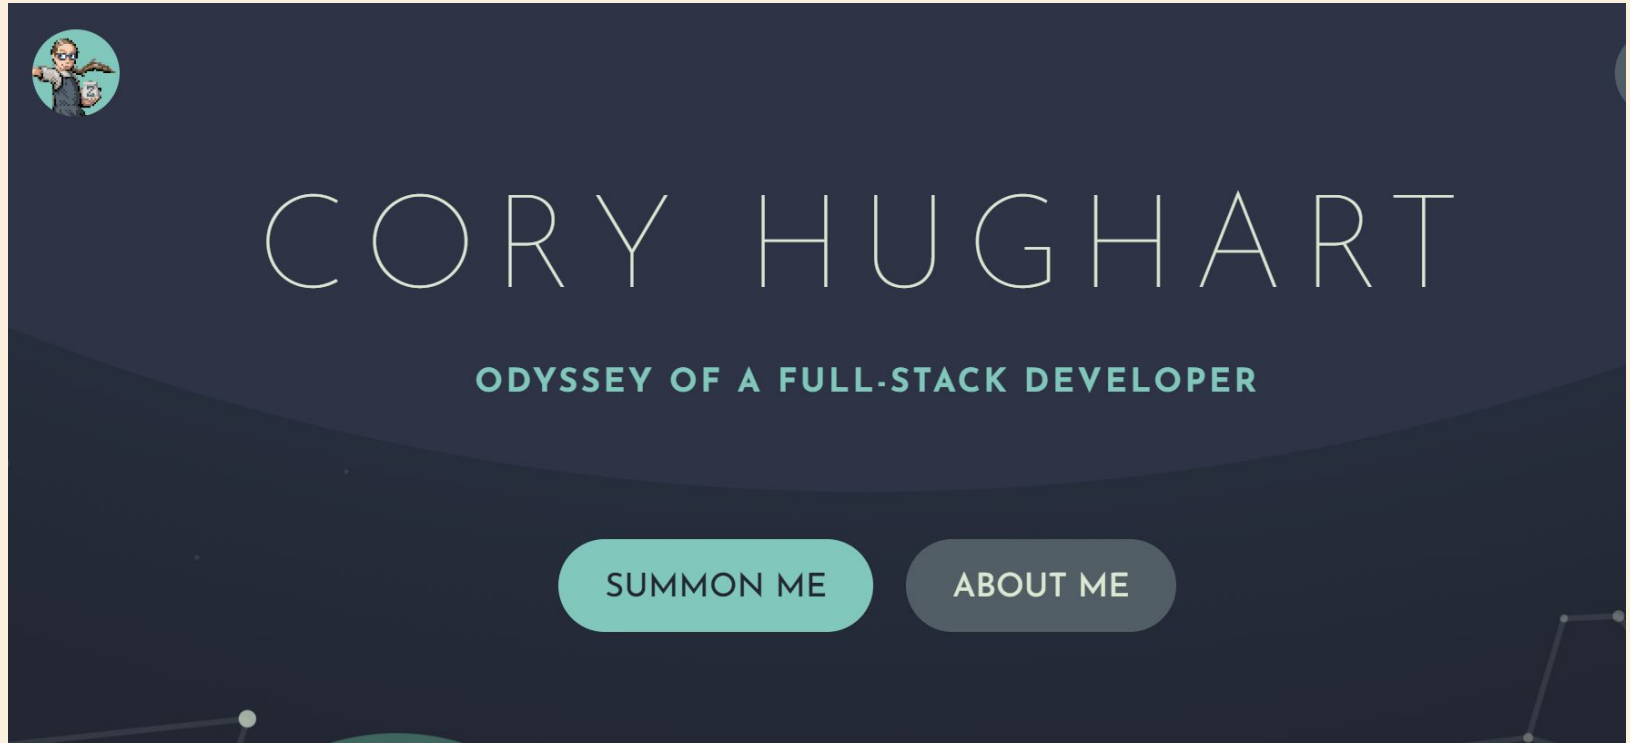 CORY HUGHART
ODYSSEY OF A FULL-STACK DEVELOPER
SUMMON ME
ABOUT ME